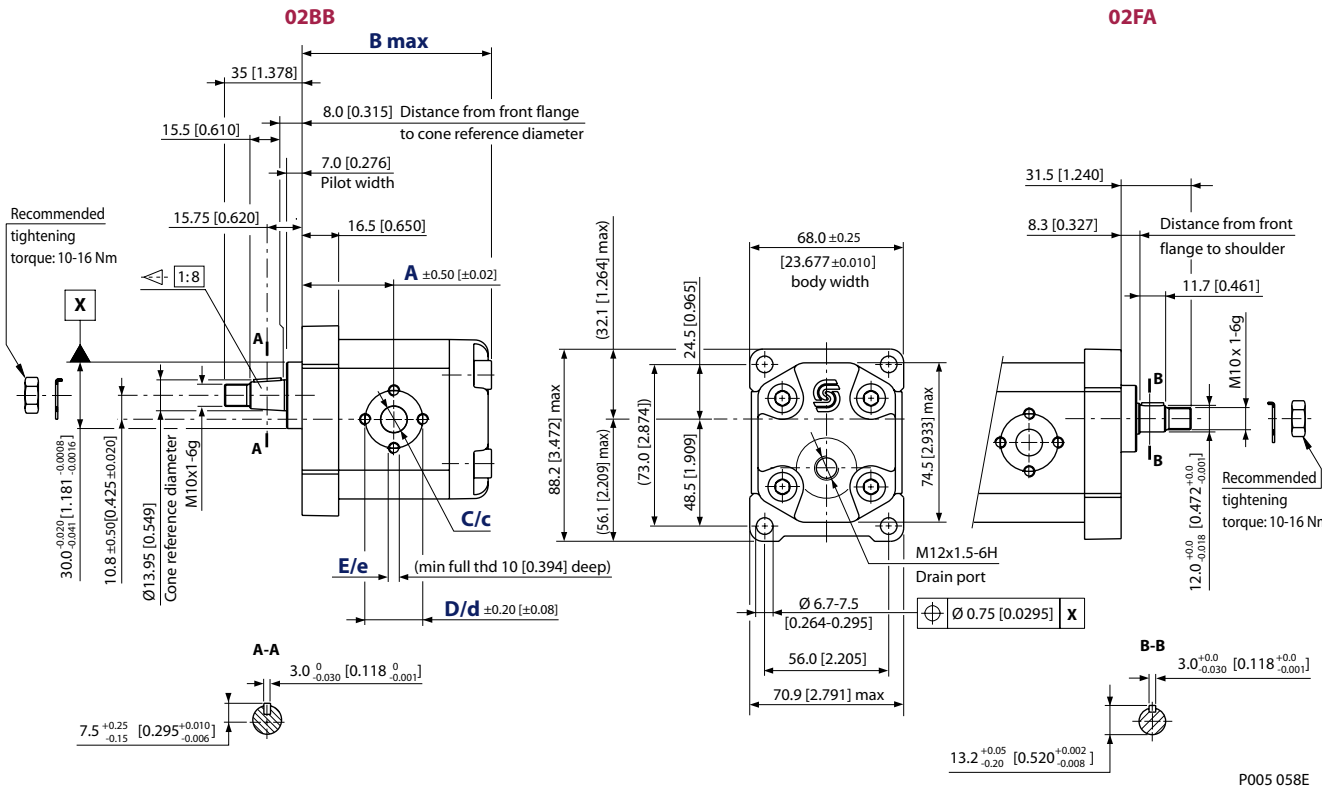 02BB
02FA
B max
35 [1.378]
8.0 [0.315] Distance from front flange
to cone reference diameter
15.5 [0.610]
7.0 [0.276]
Pilot width
Recommended
tightening
torque: 10-16 Nm
15.75 [0.620]
16.5 [0.650]
A ±0.50 [±0.02]
1:8
X
A
A
30.0 -0.020 -0.041 [1.181 -0.0008 -0.0016]
10.8 ±0.50[0.425 ±0.020]
Ø13.95 [0.549]
Cone reference diameter
M10x1-6g
C/c
E/e
(min full thd 10 [0.394] deep)
D/d ±0.20 [±0.08]
68.0 ±0.25
[23.677±0.010]
body width
(32.1 [1.264] max)
24.5 [0.965]
88.2 [3.472] max
(73.0 [2.874])
(56.1 [2.209] max)
48.5 [1.909]
74.5 [2.933] max
M12x1.5-6H
Drain port
Ø 6.7-7.5
[0.264-0.295]
Ø 0.75 [0.0295] X
56.0 [2.205]
70.9 [2.791] max
31.5 [1.240]
8.3 [0.327]
Distance from front
flange to shoulder
11.7 [0.461]
M10 x 1-6g
B
B
Recommended
tightening
torque: 10-16 Nm
12.0 +0.0 -0.018 [0.472 +0.0 -0.001]
A-A
3.0 0 -0.030 [0.118 0 -0.001]
7.5 +0.25 -0.15 [0.295 +0.010 -0.006]
B-B
3.0 +0.0 -0.030 [0.118 +0.0 -0.001]
13.2 +0.05 -0.20 [0.520 +0.002 -0.008]
P005 058E